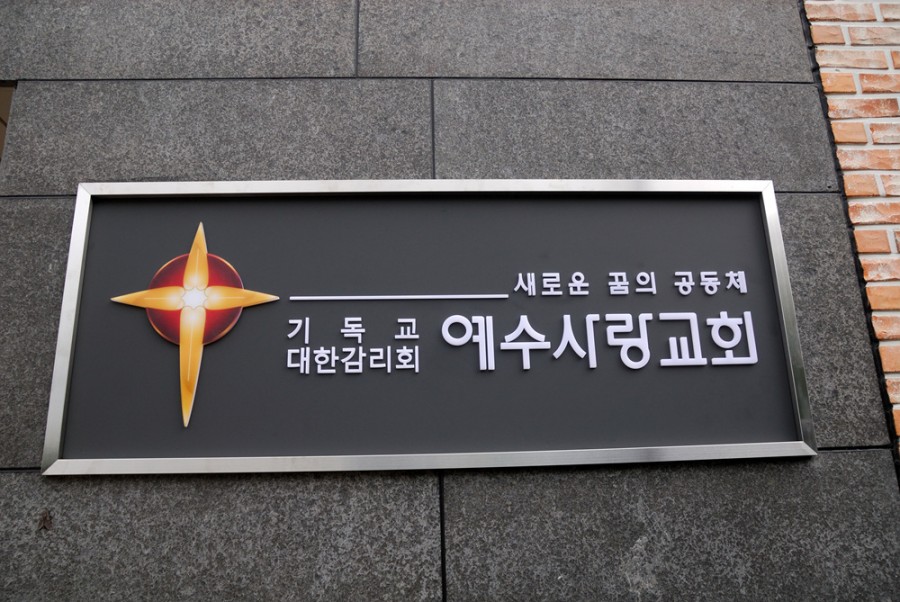 새로운 꿈의 공동체
기독교
대한감리회
예수사랑교회